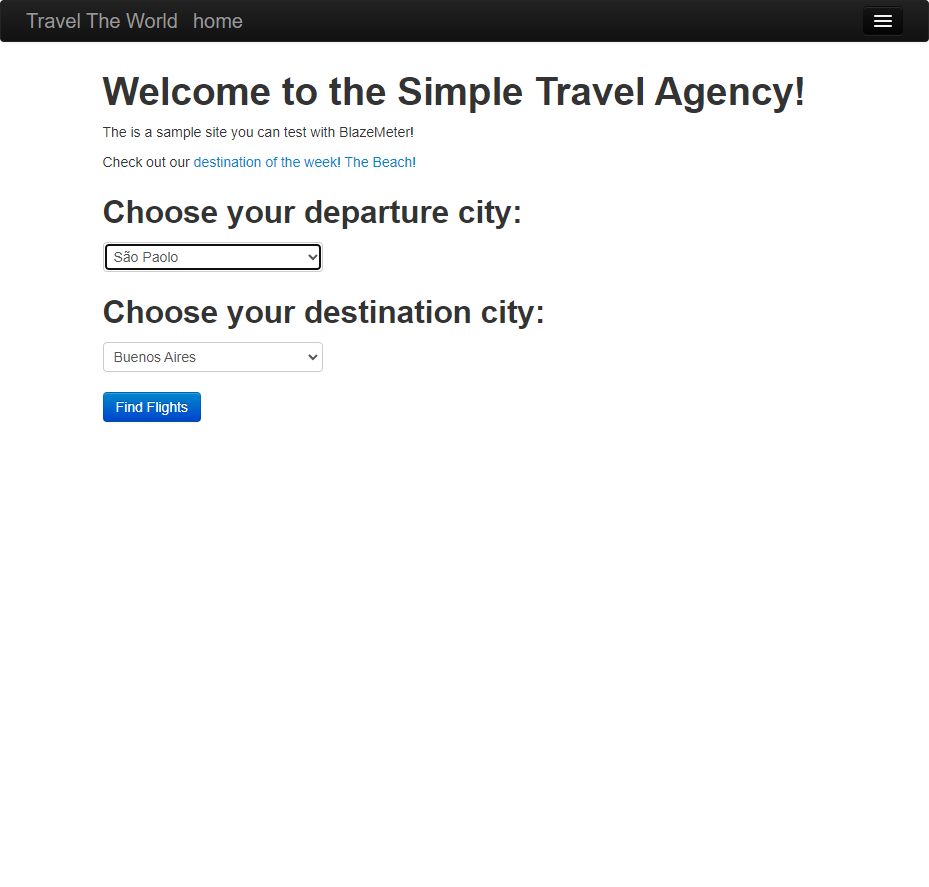 Travel The World home
Welcome to the Simple Travel Agency!
The is a sample site you can test with BlazeMeter!
Check out our destination of the week! The Beach!
Choose your departure city:
São Paolo
Choose your destination city:
Buenos Aires
Find Flights